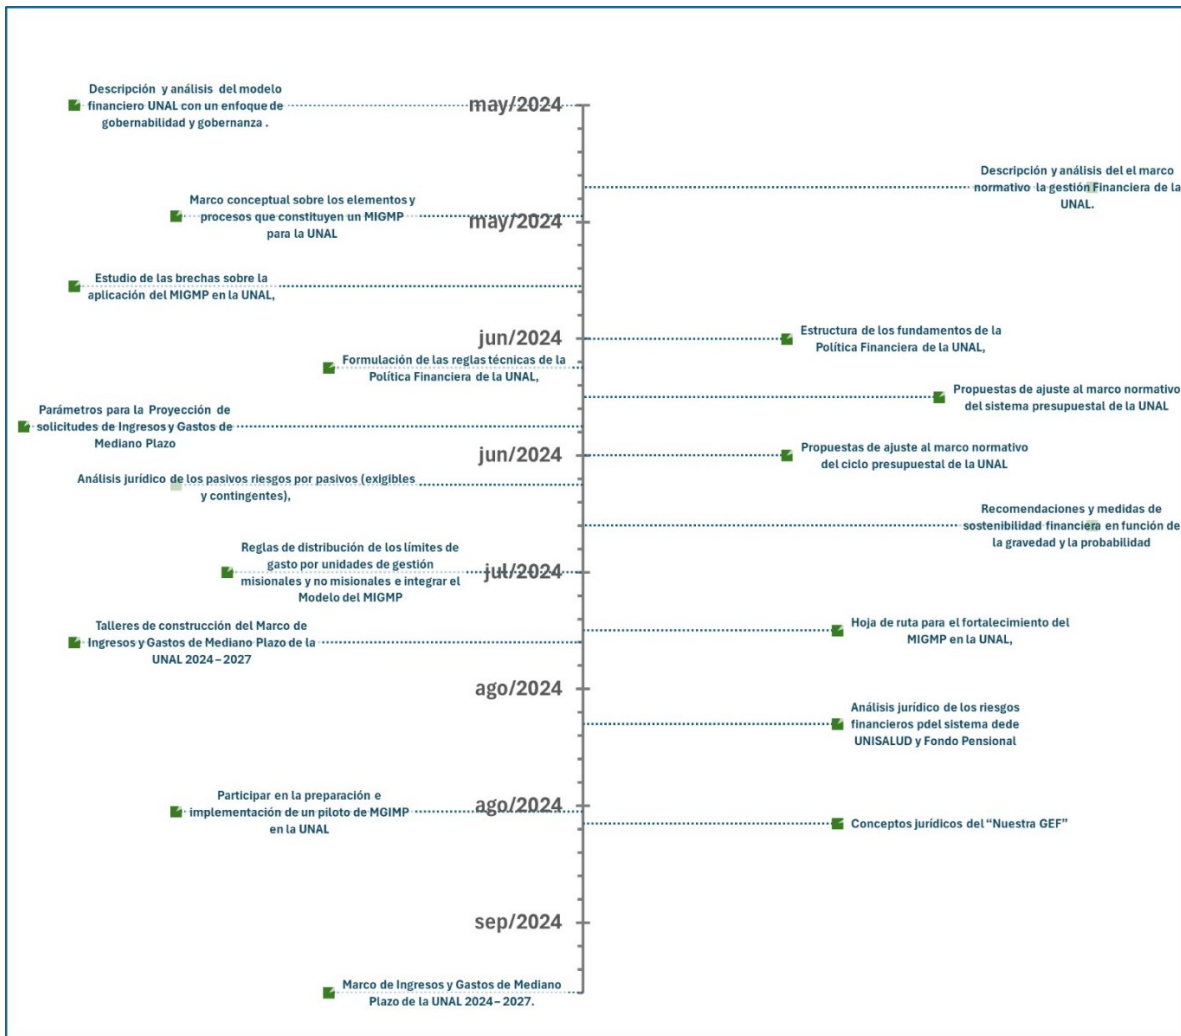 Descripción y análisis del modelo
financiero UNAL con un enfoque de
gobernabilidad y gobernanza .
may/2024
Descripción y análisis del el marco
normativo la gestión Financiera de la
UNAL.
Marco conceptual sobre los elementos y
procesos que constituyen un MIGMP
para la UNAL
may/2024
Estudio de las brechas sobre la
aplicación del MIGMP en la UNAL,
jun/2024
Estructura de los fundamentos de la
Política Financiera de la UNAL,
Formulación de las reglas técnicas de la
Política Financiera de la UNAL,
Propuestas de ajuste al marco normativo
del sistema presupuestal de la UNAL
Parámetros para la Proyección de
solicitudes de Ingresos y Gastos de
Mediano Plazo
jun/2024
Propuestas de ajuste al marco normativo
del ciclo presupuestal de la UNAL
Análisis jurídico de los pasivos riesgos por pasivos (exigibles
y contingentes),
Recomendaciones y medidas de
sostenibilidad financiera en función de
la gravedad y la probabilidad
Reglas de distribución de los límites de
gasto por unidades de gestión
misionales y no misionales e integrar el
Modelo del MIGMP
jul/2024
Talleres de construcción del Marco de
Ingresos y Gastos de Mediano Plazo de la
UNAL 2024 – 2027
Hoja de ruta para el fortalecimiento del
MIGMP en la UNAL,
ago/2024
Análisis jurídico de los riesgos
financieros pdel sistema dede
UNISALUD y Fondo Pensional
Participar en la preparación e
implementación de un piloto de MGIMP
en la UNAL
ago/2024
Conceptos jurídicos del “Nuestra GEF”
sep/2024
Marco de Ingresos y Gastos de Mediano
Plazo de la UNAL 2024 – 2027.